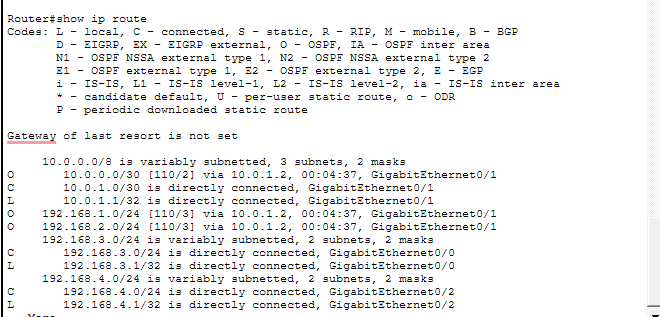 Router#show ip route
Codes: L - local, C - connected, S - static, R - RIP, M - mobile, B - BGP
D - EIGRP, EX - EIGRP external, O - OSPF, IA - OSPF inter area
N1 - OSPF NSSA external type 1, N2 - OSPF NSSA external type 2
E1 - OSPF external type 1, E2 - OSPF external type 2, E - EGP
i - IS-IS, L1 - IS-IS level-1, L2 - IS-IS level-2, ia - IS-IS inter area
* - candidate default, U - per-user static route, o - ODR
P - periodic downloaded static route
Gateway of last resort is not set
10.0.0.0/8 is variably subnetted, 3 subnets, 2 masks
O 10.0.0.0/30 [110/2] via 10.0.1.2, 00:04:37, GigabitEthernet0/1
C 10.0.1.0/30 is directly connected, GigabitEthernet0/1
L 10.0.1.1/32 is directly connected, GigabitEthernet0/1
O 192.168.1.0/24 [110/3] via 10.0.1.2, 00:04:37, GigabitEthernet0/1
O 192.168.2.0/24 [110/3] via 10.0.1.2, 00:04:37, GigabitEthernet0/1
192.168.3.0/24 is variably subnetted, 2 subnets, 2 masks
C 192.168.3.0/24 is directly connected, GigabitEthernet0/0
L 192.168.3.1/32 is directly connected, GigabitEthernet0/0
192.168.4.0/24 is variably subnetted, 2 subnets, 2 masks
C 192.168.4.0/24 is directly connected, GigabitEthernet0/2
L 192.168.4.1/32 is directly connected, GigabitEthernet0/2